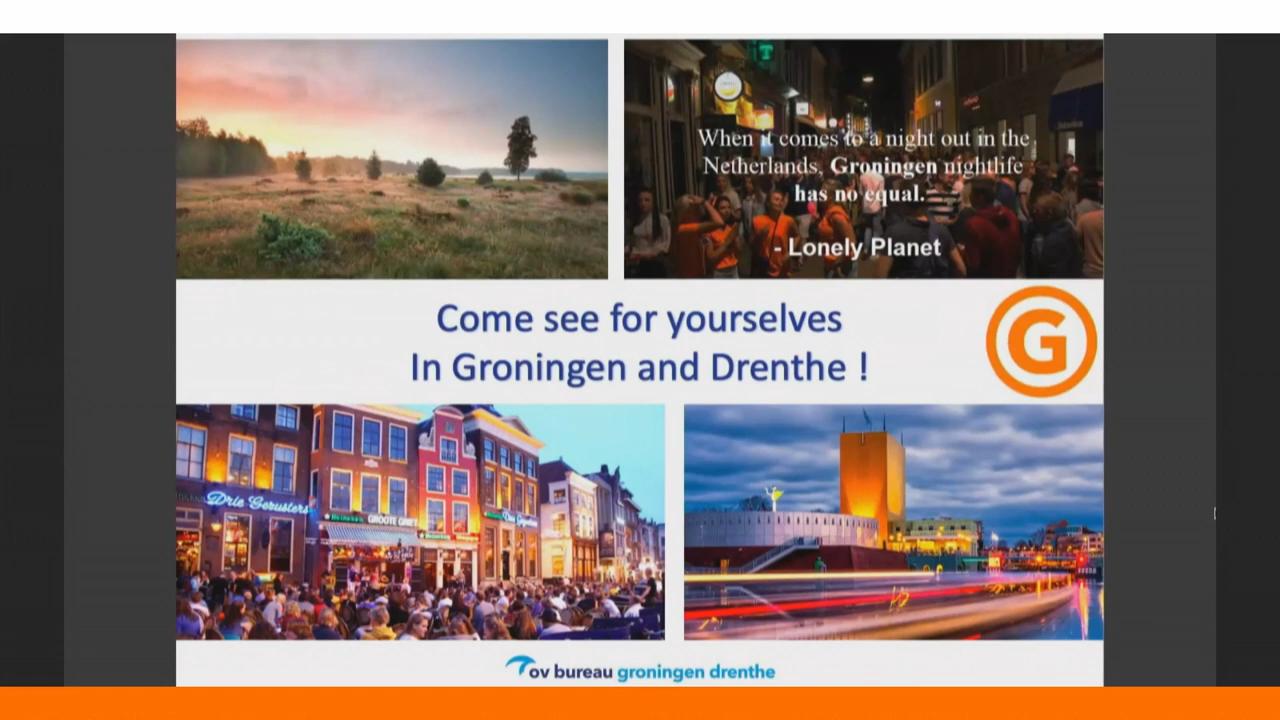 When it comes to a night out in the
Netherlands, Groningen nightlife
has no equal.
- Lonely Planet
Come see for yourselves
In Groningen and Drenthe !
G
Drie Gezusters
GROOTE GRIET
ov bureau groningen drenthe